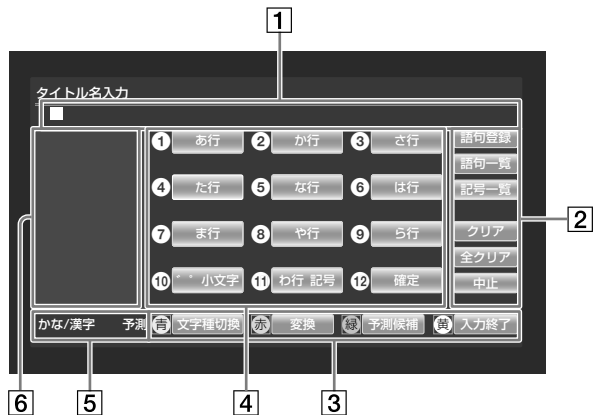 1
タイトル名入力
① あ行 ② か行 ③ さ行 語句登録
語句一覧
④ た行 ⑤ な行 ⑥ は行 記号一覧
2
⑦ ま行 ⑧ や行 ⑨ ら行 クリア
全クリア
⑩ ゛゜小文字 ⑪ わ行 記号 ⑫ 確定 中止
かな/漢字 予測 青 文字種切換 赤 変換 緑 予測候補 黄 入力終了
6 5 4 3